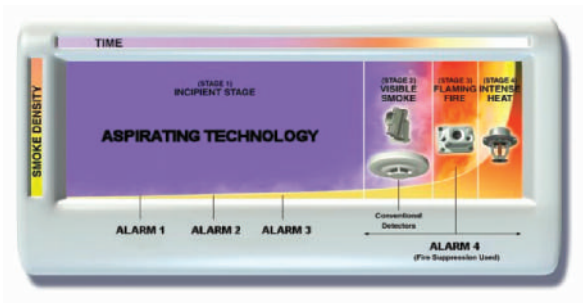 TIME
SMOKE DENSITY
(STAGE 1)
INCIPIENT STAGE
(STAGE 2)
VISIBLE
SMOKE
(STAGE 3)
FLAMING
FIRE
(STAGE 4)
INTENSE
HEAT
ASPIRATING TECHNOLOGY
ALARM 1
ALARM 2
ALARM 3
Conventional
Detectors
ALARM 4
(Fire Suppression Used)